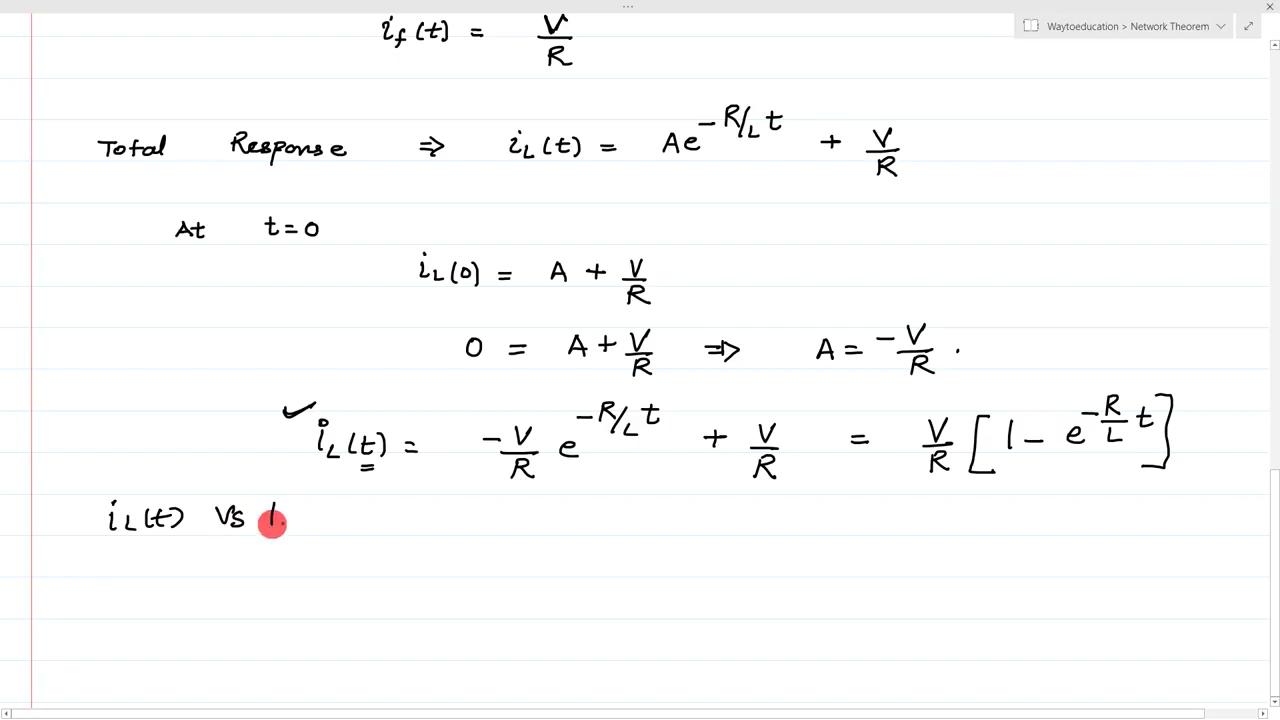 Waytoeducation > Network Theorem
i_f(t) = V/R
Total Response ⇒ i_L(t) = Ae^(-R/L t) + V/R
At t=0
i_L(0) = A + V/R
0 = A + V/R ⇒ A = -V/R .
✓ i_L(t) = -V/R e^(-R/L t) + V/R = V/R [1 - e^(-R/L t)]
i_L(t) Vs